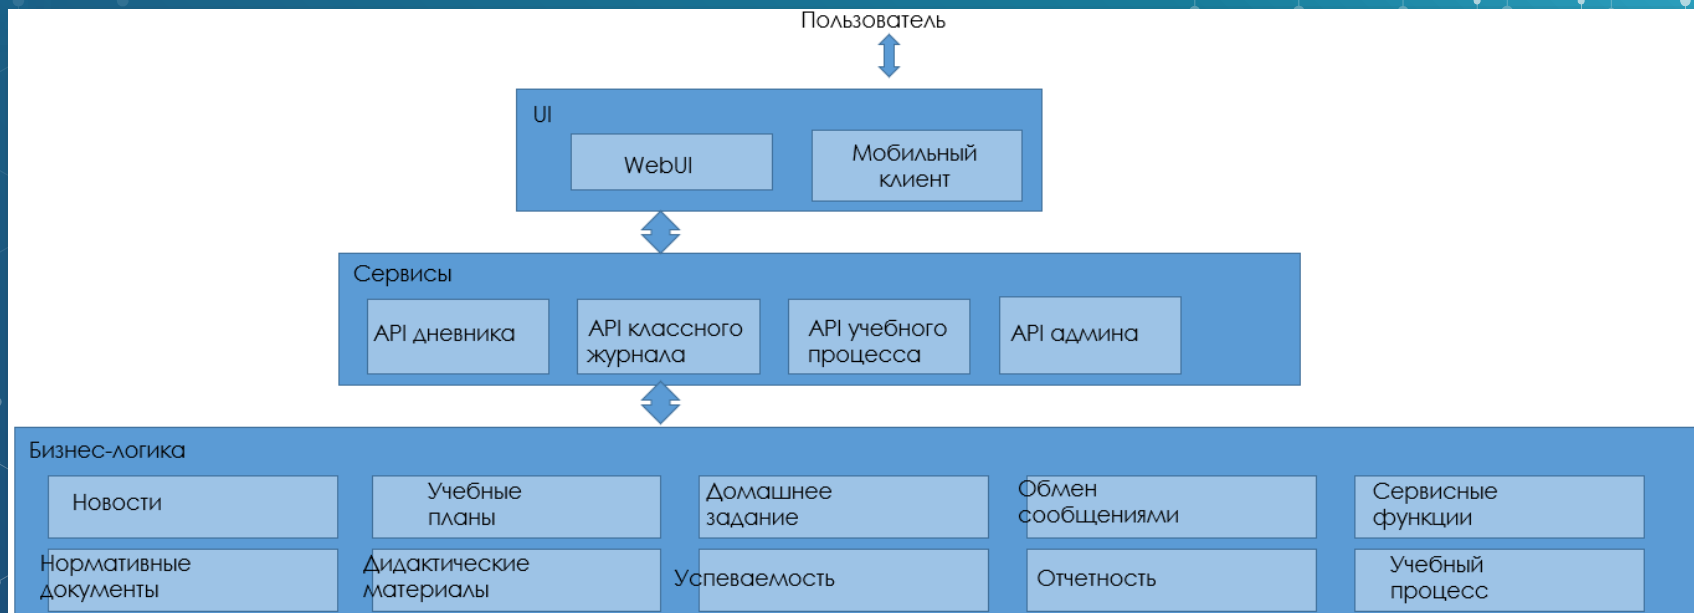 Пользователь
UI
WebUI
Мобильный
клиент
Сервисы
API дневника
API классного
журнала
API учебного
процесса
API админа
Бизнес-логика
Новости
Учебные
планы
Домашнее
задание
Обмен
сообщениями
Сервисные
функции
Нормативные
документы
Дидактические
материалы
Успеваемость
Отчетность
Учебный
процесс